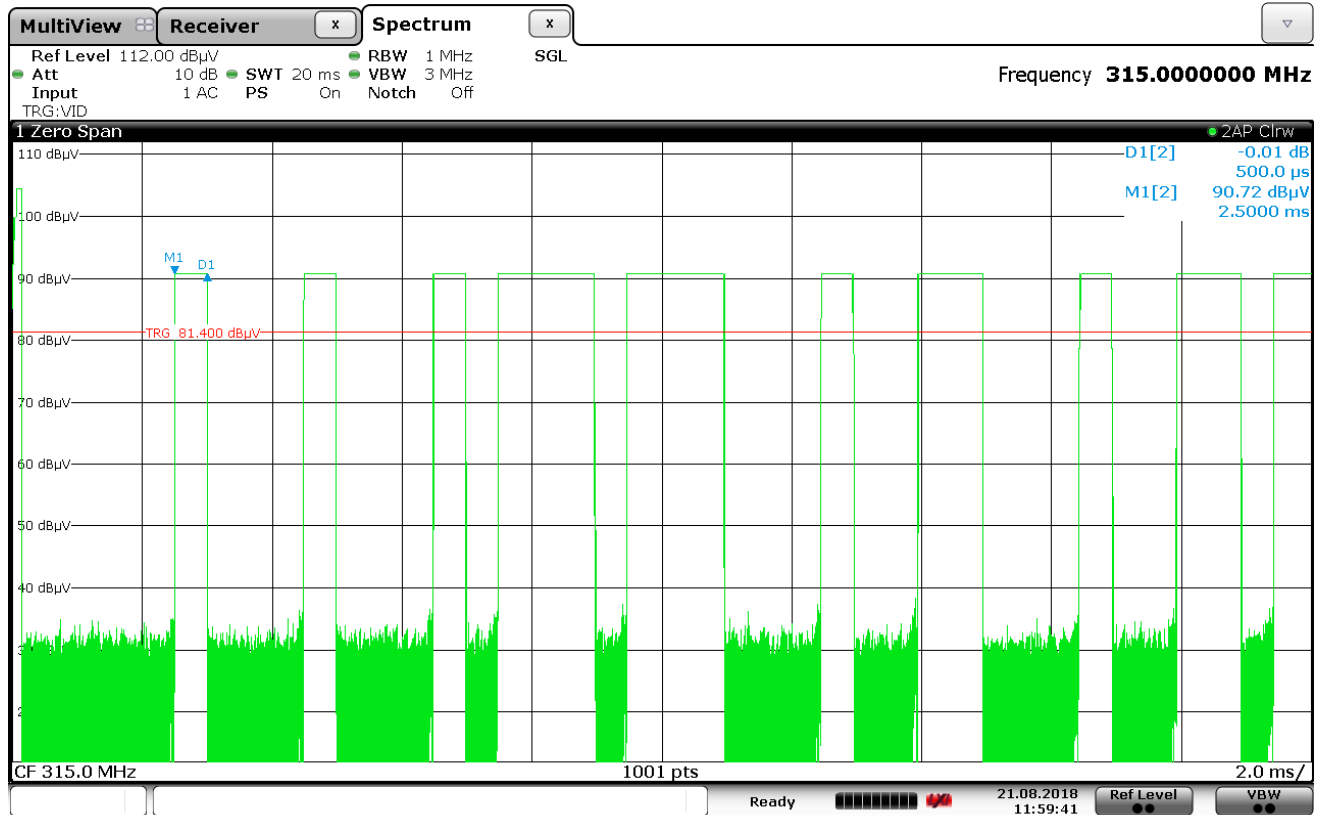 MultiView Receiver X Spectrum X
Ref Level 112.00 dBµV RBW 1 MHz SGL
Att 10 dB SWT 20 ms VBW 3 MHz Frequency 315.0000000 MHz
Input 1 AC PS On Notch Off
TRG:VID
1 Zero Span 2AP Clrw
110 dBµV D1[2] -0.01 dB
500.0 µs
M1[2] 90.72 dBµV
2.5000 ms
100 dBµV
M1 D1
90 dBµV
TRG 81.400 dBµV
80 dBµV
70 dBµV
60 dBµV
50 dBµV
40 dBµV
CF 315.0 MHz 1001 pts 2.0 ms/
Ready 21.08.2018 Ref Level VBW
11:59:41